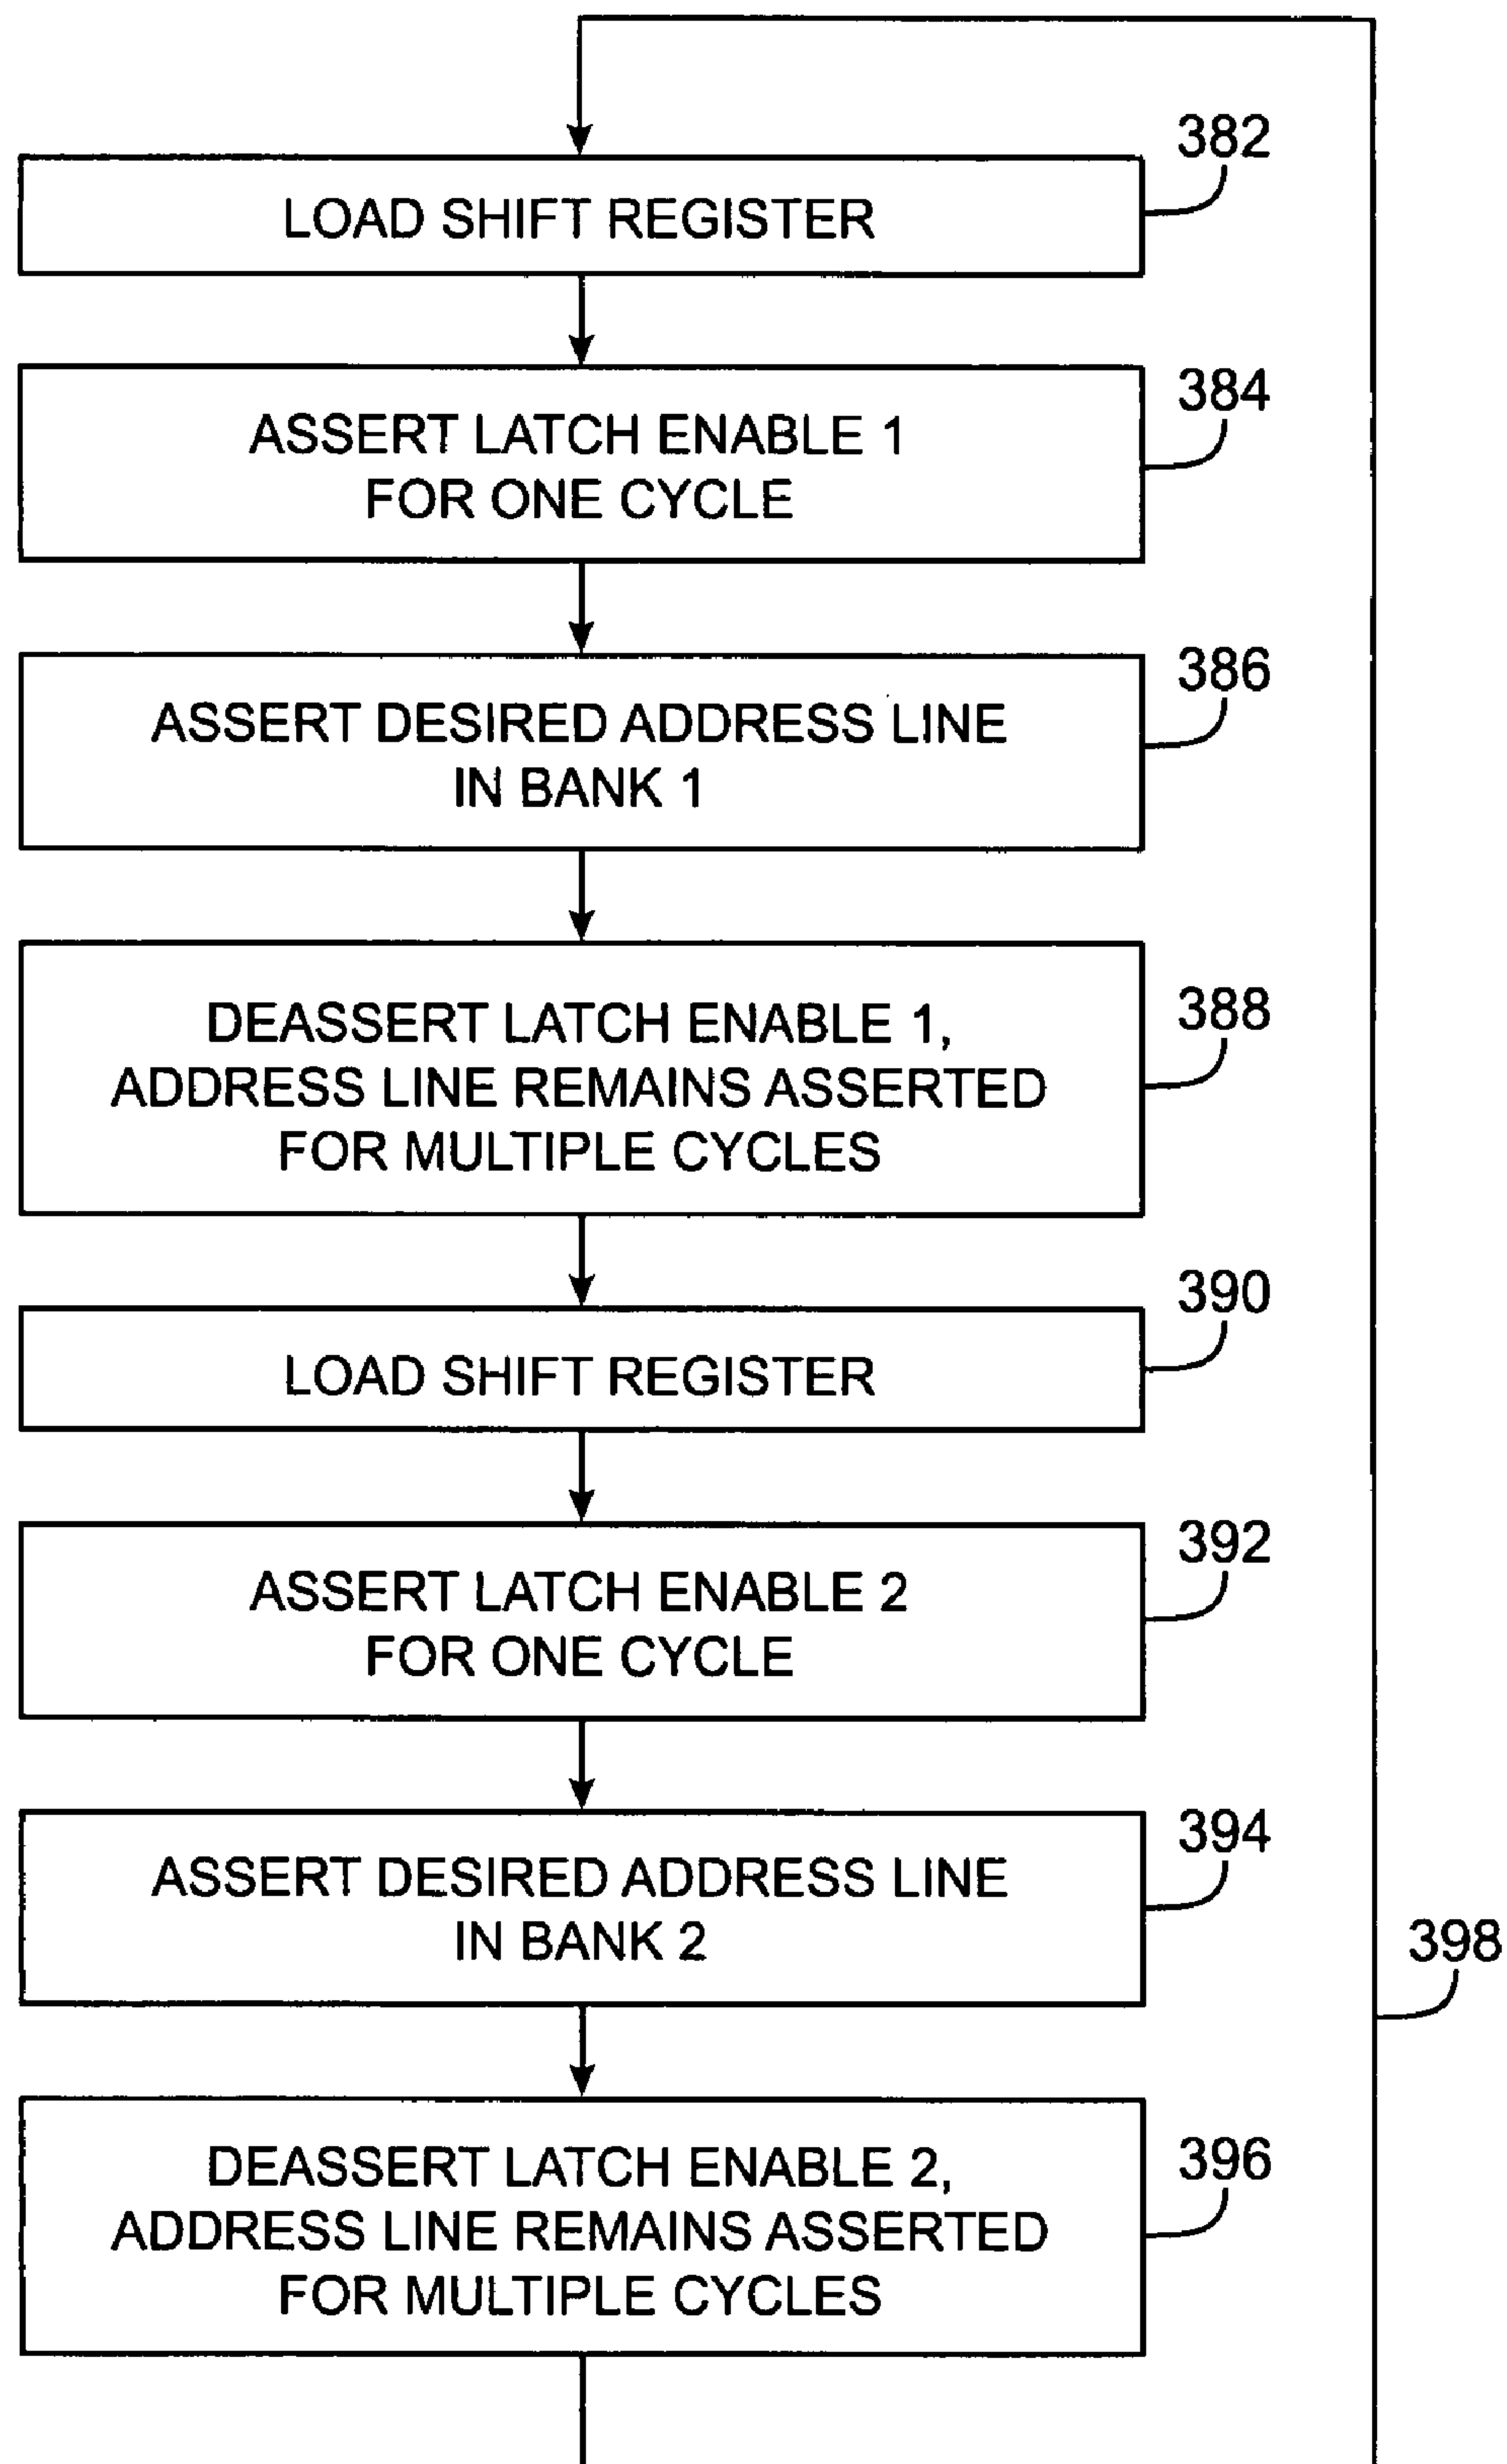 382
LOAD SHIFT REGISTER
384
ASSERT LATCH ENABLE 1
FOR ONE CYCLE
386
ASSERT DESIRED ADDRESS LINE
IN BANK 1
388
DEASSERT LATCH ENABLE 1,
ADDRESS LINE REMAINS ASSERTED
FOR MULTIPLE CYCLES
390
LOAD SHIFT REGISTER
392
ASSERT LATCH ENABLE 2
FOR ONE CYCLE
394
ASSERT DESIRED ADDRESS LINE
IN BANK 2
398
396
DEASSERT LATCH ENABLE 2,
ADDRESS LINE REMAINS ASSERTED
FOR MULTIPLE CYCLES